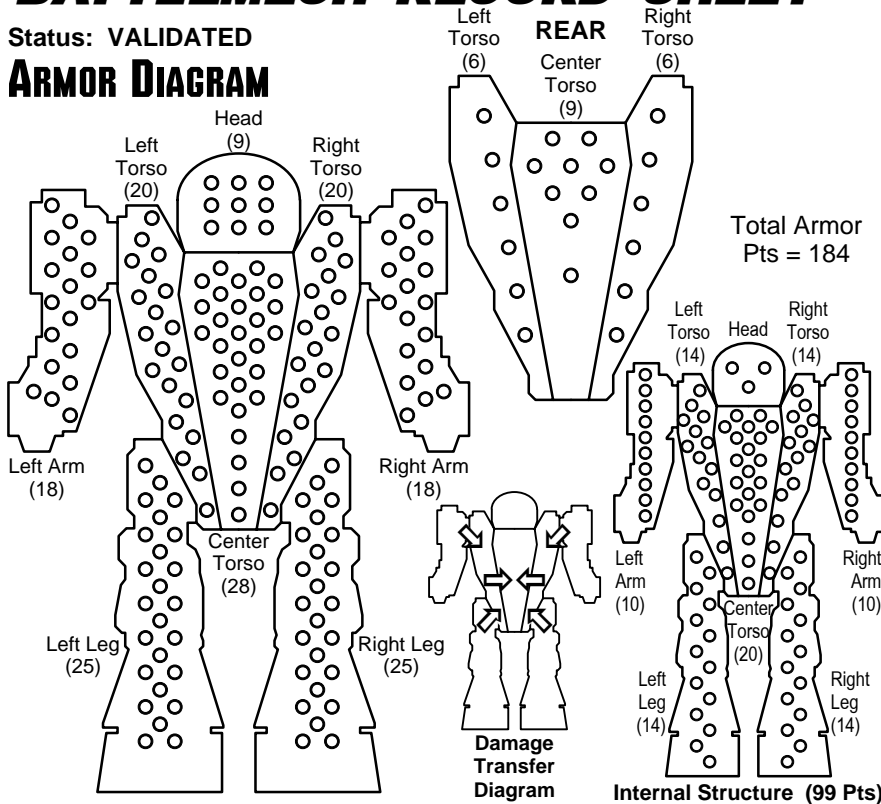 BATTLEMECH RECORD SHEET
Status: VALIDATED
ARMOR DIAGRAM
Head
(9)
Left
Torso
(20)
Right
Torso
(20)
Left Arm
(18)
Right Arm
(18)
Center
Torso
(28)
Left Leg
(25)
Right Leg
(25)
Left
Torso
(6)
REAR
Center
Torso
(9)
Right
Torso
(6)
Total Armor
Pts = 184
Left
Torso
(14)
Head
Right
Torso
(14)
Left
Arm
(10)
Right
Arm
(10)
Center
Torso
(20)
Left
Leg
(14)
Right
Leg
(14)
Damage
Transfer
Diagram
Internal Structure (99 Pts)